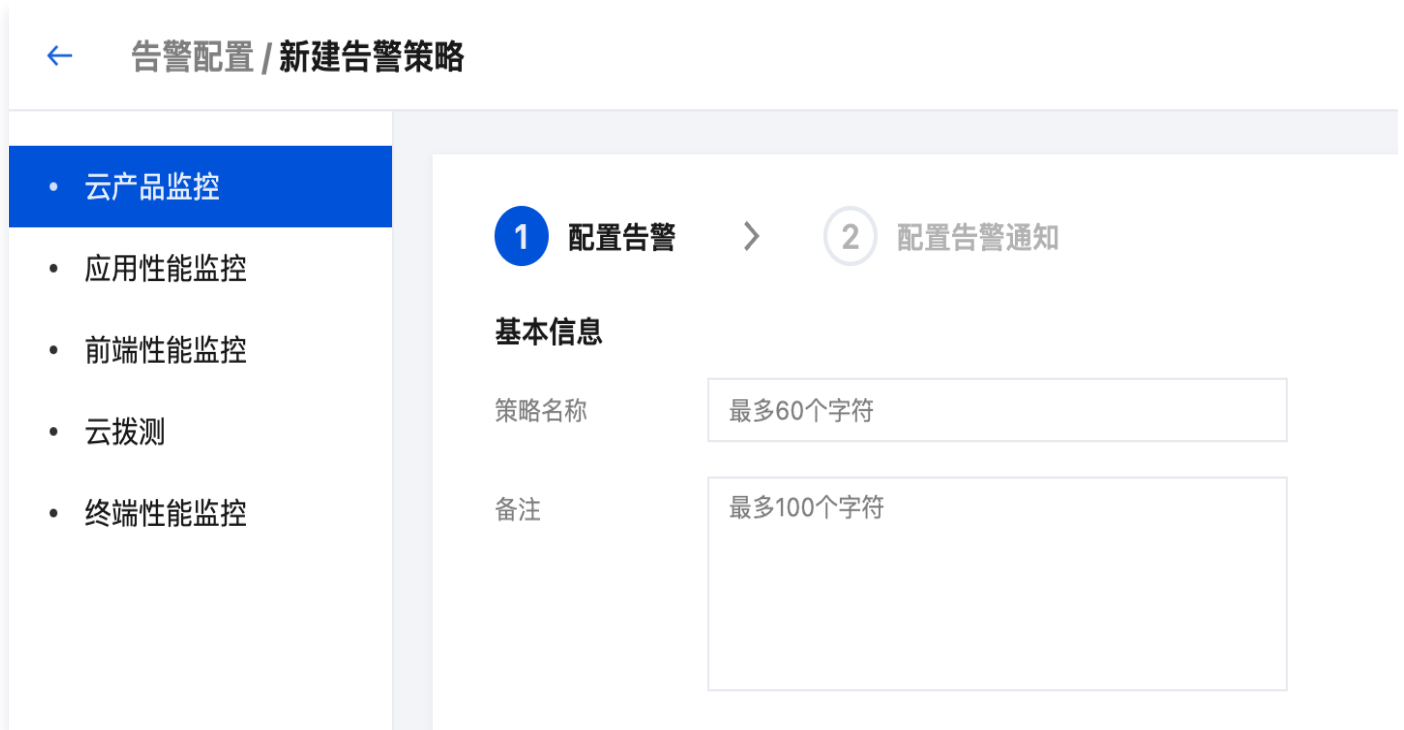 告警配置 / 新建告警策略
云产品监控
应用性能监控
前端性能监控
云拨测
终端性能监控
1 配置告警 > 2 配置告警通知
基本信息
策略名称 最多60个字符
备注 最多100个字符